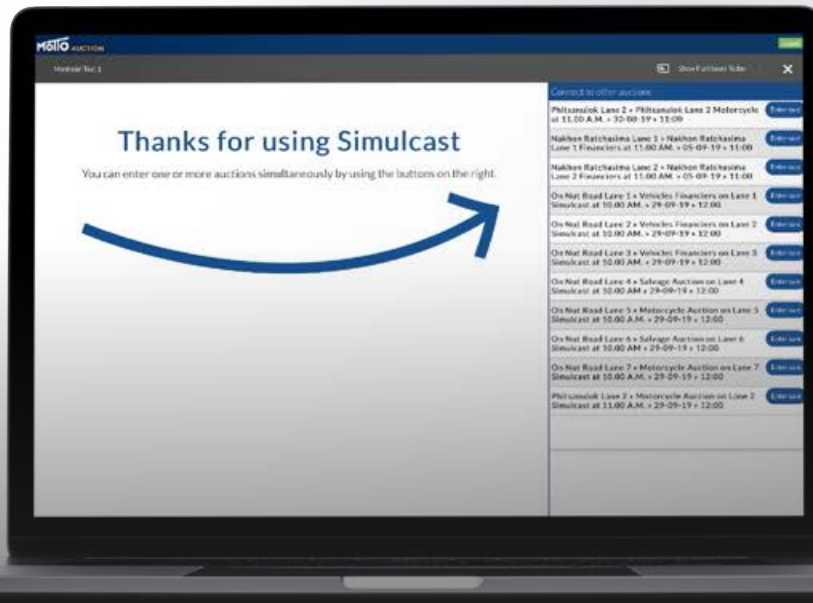 Motto AUCTION
Thanks for using Simulcast
You can enter one or more auctions simultaneously by using the buttons on the right.
Connect to other auctions
Phitsanulok Lane 2 » Phitsanulok Lane 2 Motorcycle
at 11.00 A.M. » 30-08-19 » 11:00
Nakhon Ratchasima Lane 1 » Nakhon Ratchasima
Lane 1 Financiers at 11.00 AM. » 05-09-19 » 11:00
Nakhon Ratchasima Lane 2 » Nakhon Ratchasima
Lane 2 Financiers at 11.00 AM. » 05-09-19 » 11:00
On Nut Road Lane 1 » Vehicles Financiers on Lane 1
Simulcast at 10.00 AM. » 29-09-19 » 12:00
On Nut Road Lane 2 » Vehicles Financiers on Lane 2
Simulcast at 10.00 AM. » 29-09-19 » 12:00
On Nut Road Lane 3 » Vehicles Financiers on Lane 3
Simulcast at 10.00 AM. » 29-09-19 » 12:00
On Nut Road Lane 4 » Salvage Auction on Lane 4
Simulcast at 10.00 AM » 29-09-19 » 12:00
On Nut Road Lane 5 » Motorcycle Auction on Lane 5
Simulcast at 10.00 A.M. » 29-09-19 » 12:00
On Nut Road Lane 6 » Salvage Auction on Lane 6
Simulcast at 10.00 AM » 29-09-19 » 12:00
On Nut Road Lane 7 » Motorcycle Auction on Lane 7
Simulcast at 10.00 A.M. » 29-09-19 » 12:00
Phitsanulok Lane 2 » Motorcycle Auction on Lane 2
Simulcast at 11.00 A.M. » 29-09-19 » 12:00